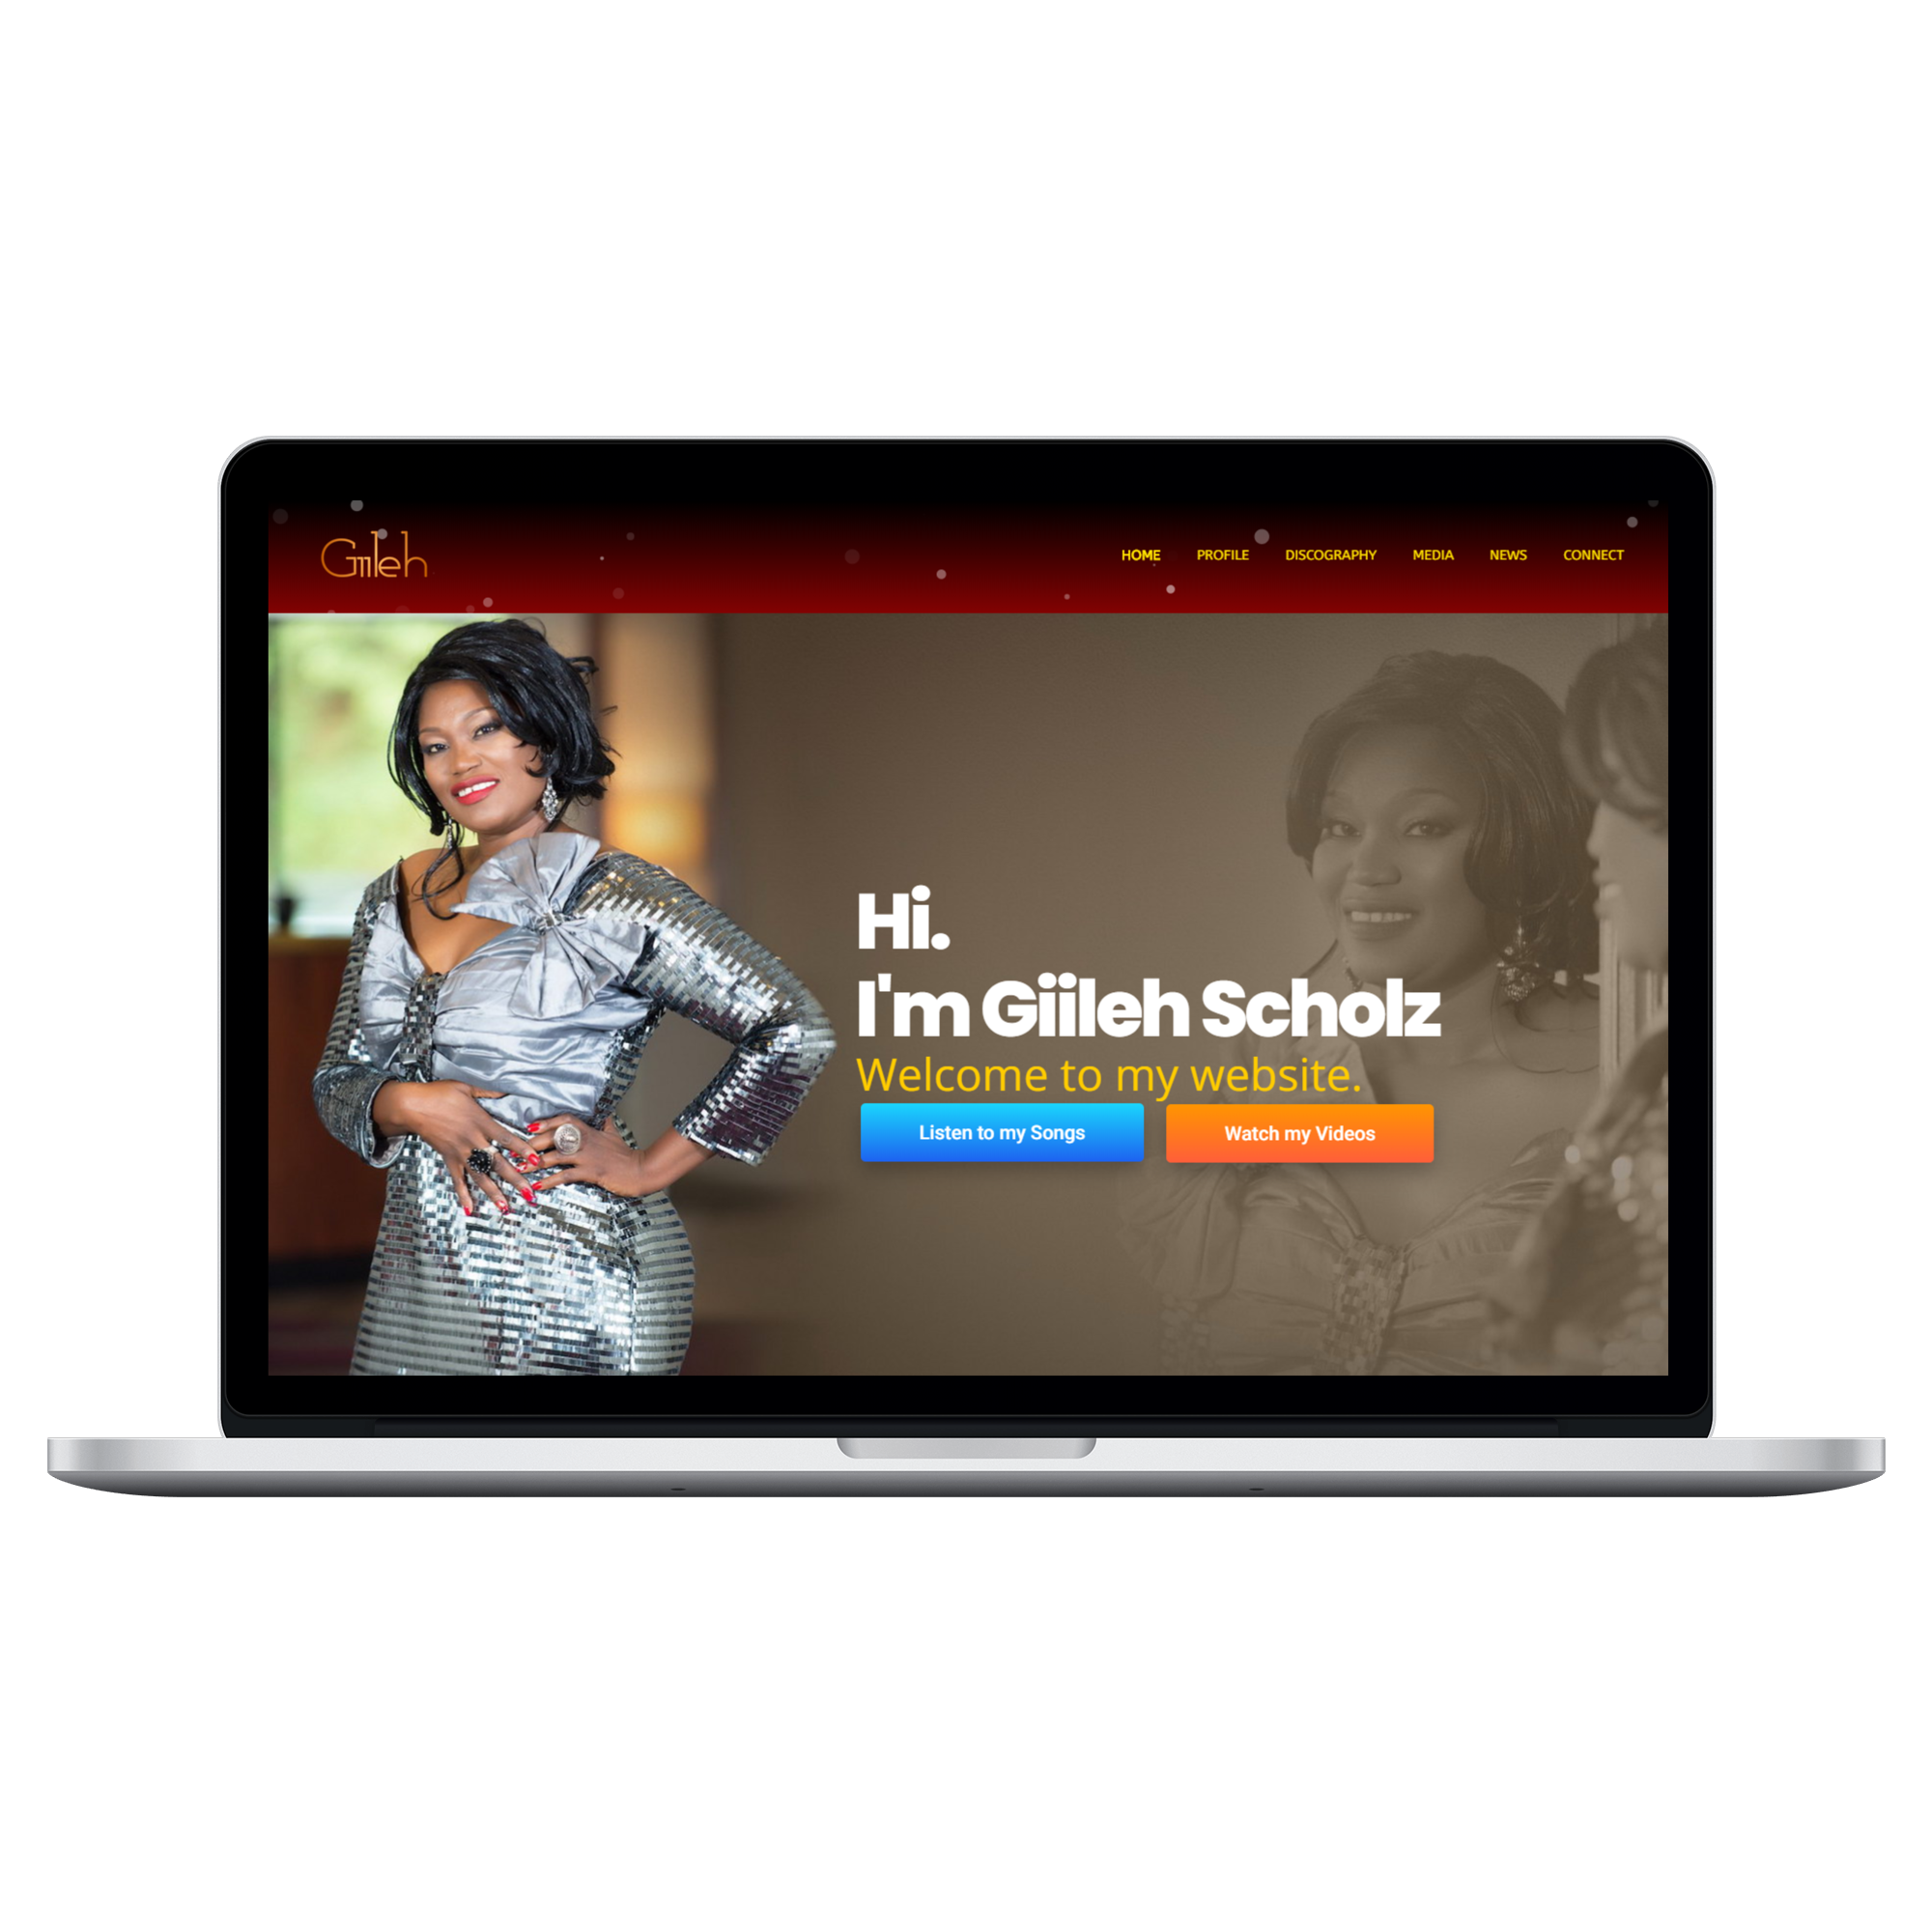 Giileh
HOME PROFILE DISCOGRAPHY MEDIA NEWS CONNECT
Hi.
I'm Giileh Scholz
Welcome to my website.
Listen to my Songs Watch my Videos